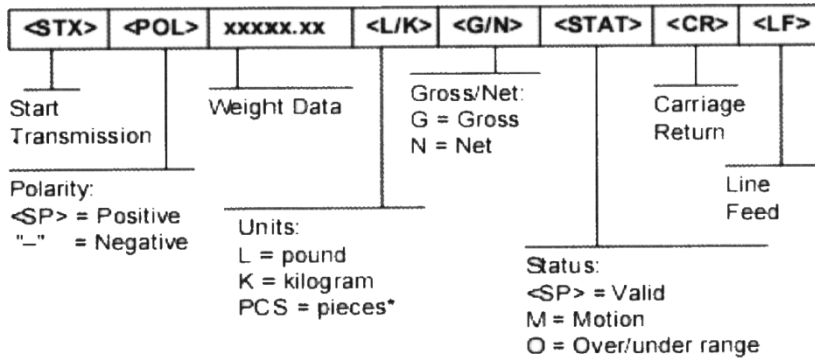 <STX> <POL> xxxxx.xx <L/K> <G/N> <STAT> <CR> <LF>
Start
Transmission
Weight Data
Gross/Net:
G = Gross
N = Net
Carriage
Return
Polarity:
<SP> = Positive
"–" = Negative
Units:
L = pound
K = kilogram
PCS = pieces*
Line
Feed
Status:
<SP> = Valid
M = Motion
O = Over/under range